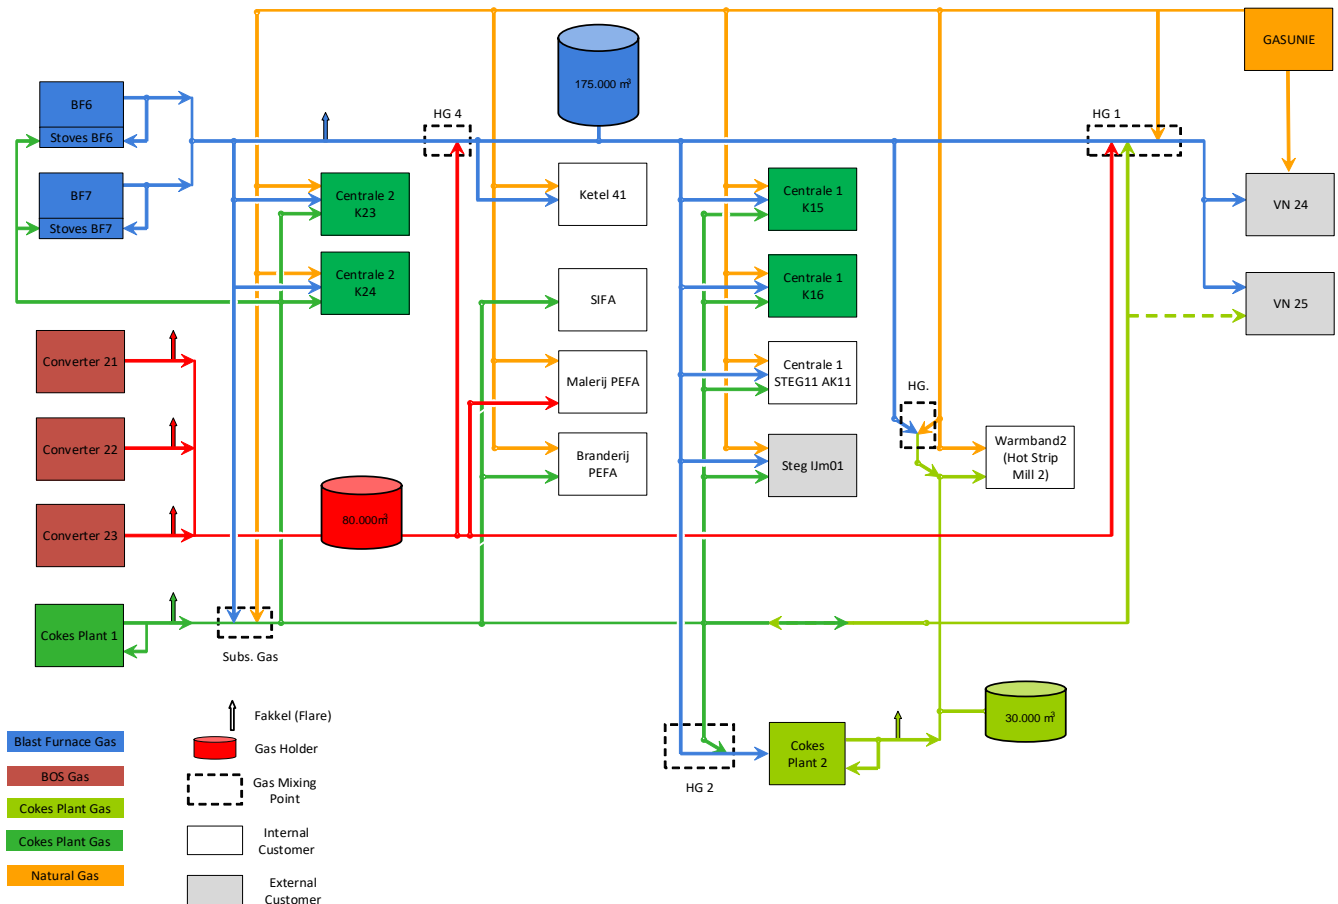 GASUNIE
175.000 m³
BF6
Stoves BF6
HG 4
HG 1
BF7
Stoves BF7
Centrale 2
K23
Ketel 41
Centrale 1
K15
VN 24
Centrale 2
K24
SIFA
Centrale 1
K16
VN 25
Converter 21
Malerij PEFA
Centrale 1
STEG11 AK11
HG.
Converter 22
Branderij
PEFA
Steg IJm01
Warmband2
(Hot Strip
Mill 2)
Converter 23
80.000m³
Cokes Plant 1
Subs. Gas
30.000 m³
Cokes
Plant 2
HG 2
Fakkel (Flare)
Blast Furnace Gas
Gas Holder
BOS Gas
Gas Mixing
Point
Cokes Plant Gas
Cokes Plant Gas
Internal
Customer
Natural Gas
External
Customer